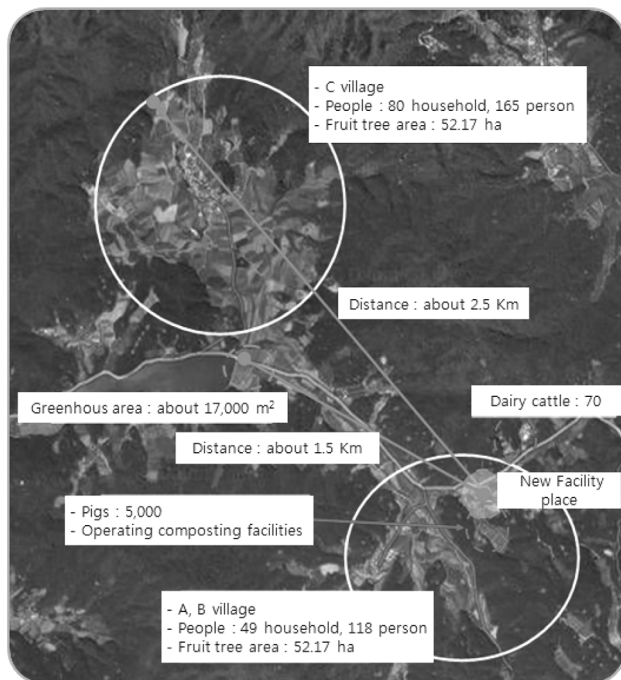 - C village
- People : 80 household, 165 person
- Fruit tree area : 52.17 ha
Distance : about 2.5 Km
Dairy cattle : 70
Greenhous area : about 17,000 m²
Distance : about 1.5 Km
New Facility
place
- Pigs : 5,000
- Operating composting facilities
- A, B village
- People : 49 household, 118 person
- Fruit tree area : 52.17 ha